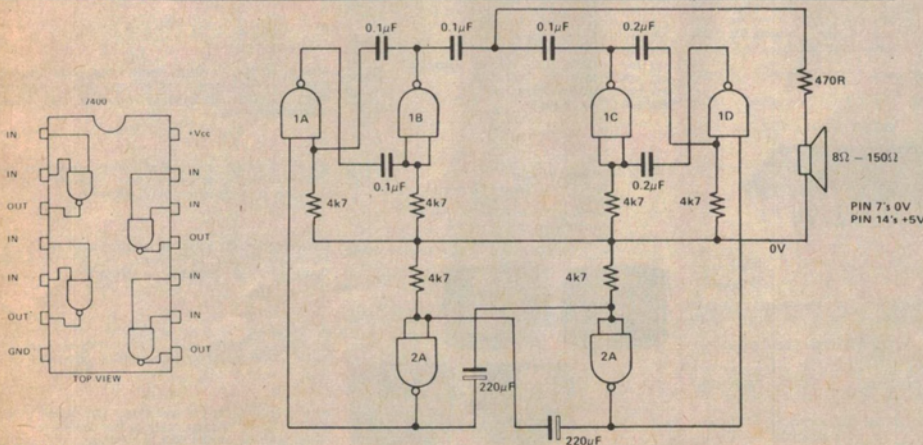 7400
IN
+Vcc
IN
IN
OUT
IN
IN
OUT
IN
IN
OUT
IN
GND
OUT
TOP VIEW
0.1µF
0.1µF
0.1µF
0.2µF
1A
1B
1C
1D
470R
0.1µF
0.2µF
8Ω – 150Ω
4k7
4k7
4k7
4k7
PIN 7's 0V
PIN 14's +5V
0V
4k7
4k7
2A
2A
220µF
220µF